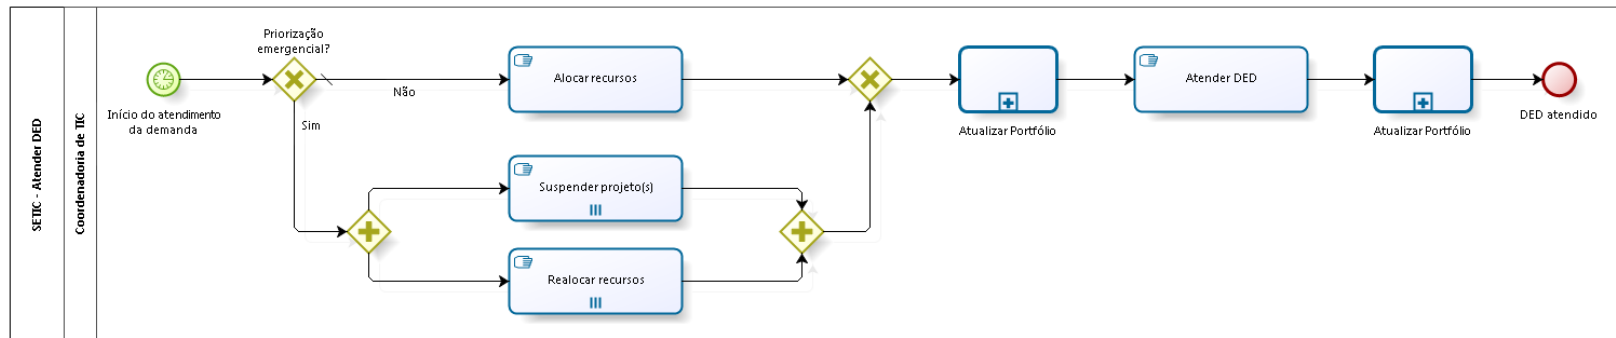 SETIC - Atender DED
Coordenadoria de TIC
Início do atendimento
da demanda
Priorização
emergencial?
Não
Sim
Alocar recursos
Suspender projeto(s)
Realocar recursos
Atualizar Portfólio
Atender DED
Atualizar Portfólio
DED atendido